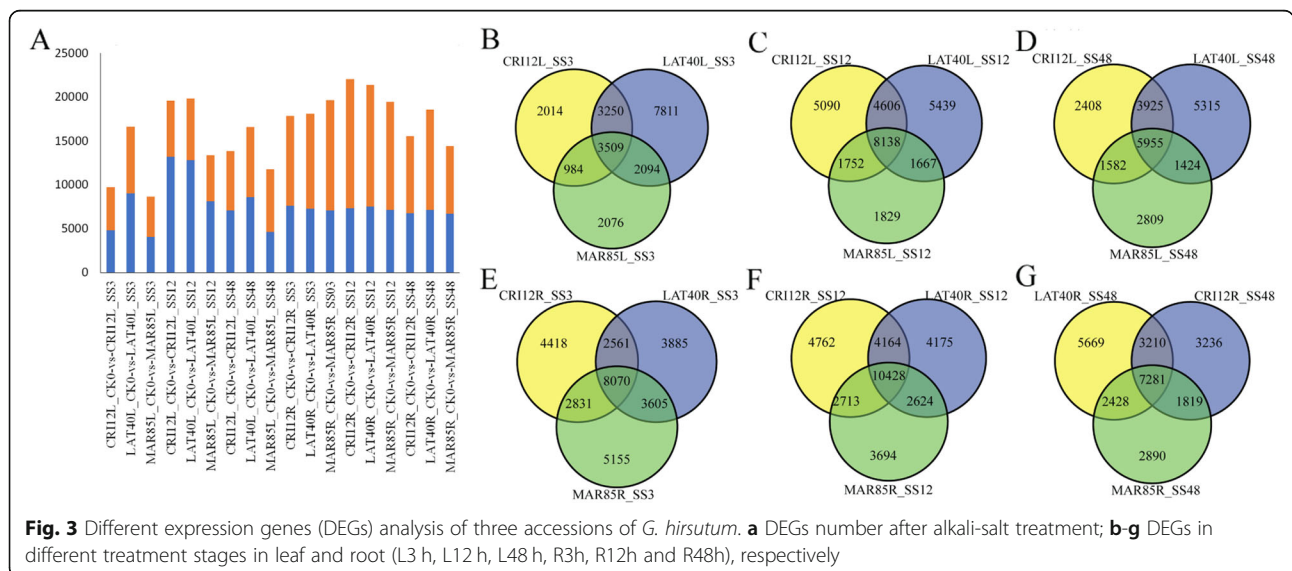 A
25000
20000
15000
10000
5000
0
CRI12L_CK0-vs-CRI12L_SS3
LAT40L_CK0-vs-LAT40L_SS3
MAR85L_CK0-vs-MAR85L_SS3
CRI12L_CK0-vs-CRI12L_SS12
LAT40L_CK0-vs-LAT40L_SS12
MAR85L_CK0-vs-MAR85L_SS12
CRI12L_CK0-vs-CRI12L_SS48
LAT40L_CK0-vs-LAT40L_SS48
MAR85L_CK0-vs-MAR85L_SS48
CRI12R_CK0-vs-CRI12R_SS3
LAT40R_CK0-vs-LAT40R_SS3
MAR85R_CK0-vs-MAR85R_SS03
CRI12R_CK0-vs-CRI12R_SS12
LAT40R_CK0-vs-LAT40R_SS12
MAR85R_CK0-vs-MAR85R_SS12
CRI12R_CK0-vs-CRI12R_SS48
LAT40R_CK0-vs-LAT40R_SS48
MAR85R_CK0-vs-MAR85R_SS48
B
CRI12L_SS3
LAT40L_SS3
2014
3250
7811
3509
984
2094
2076
MAR85L_SS3
C
CRI12L_SS12
LAT40L_SS12
5090
4606
5439
8138
1752
1667
1829
MAR85L_SS12
D
CRI12L_SS48
LAT40L_SS48
2408
3925
5315
5955
1582
1424
2809
MAR85L_SS48
E
CRI12R_SS3
LAT40R_SS3
4418
2561
3885
8070
2831
3605
5155
MAR85R_SS3
F
CRI12R_SS12
LAT40R_SS12
4762
4164
4175
10428
2713
2624
3694
MAR85R_SS12
G
LAT40R_SS48
CRI12R_SS48
5669
3210
3236
7281
2428
1819
2890
MAR85R_SS48
Fig. 3 Different expression genes (DEGs) analysis of three accessions of G. hirsutum. a DEGs number after alkali-salt treatment; b-g DEGs in
different treatment stages in leaf and root (L3 h, L12 h, L48 h, R3h, R12h and R48h), respectively